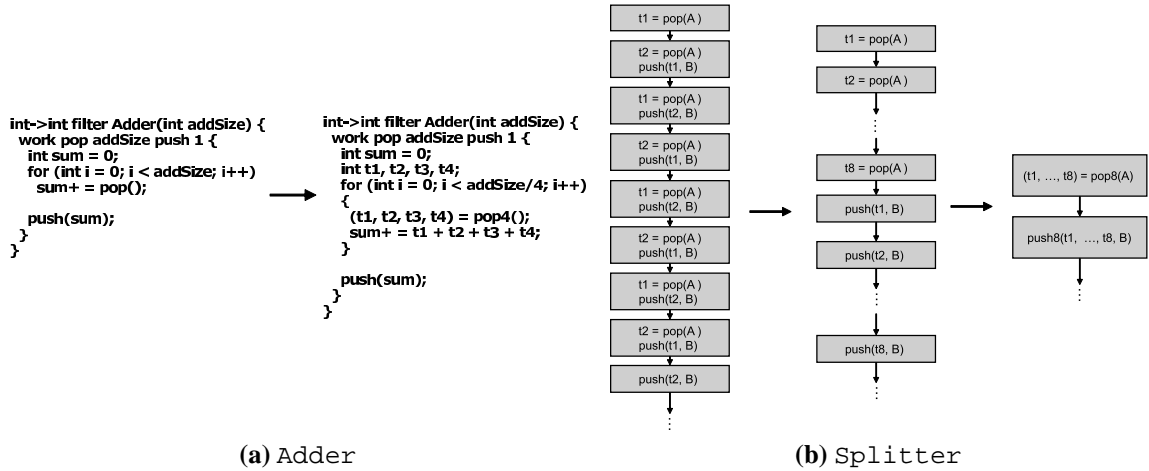 int->int filter Adder(int addSize) {
work pop addSize push 1 {
int sum = 0;
for (int i = 0; i < addSize; i++)
sum+ = pop();
push(sum);
}
}
int->int filter Adder(int addSize) {
work pop addSize push 1 {
int sum = 0;
int t1, t2, t3, t4;
for (int i = 0; i < addSize/4; i++)
{
(t1, t2, t3, t4) = pop4();
sum+ = t1 + t2 + t3 + t4;
}
push(sum);
}
}
(a) Adder
t1 = pop(A )
t2 = pop(A )
push(t1, B)
t1 = pop(A )
push(t2, B)
t2 = pop(A )
push(t1, B)
t1 = pop(A )
push(t2, B)
t2 = pop(A )
push(t1, B)
t1 = pop(A )
push(t2, B)
t2 = pop(A )
push(t1, B)
push(t2, B)
⋮
t1 = pop(A )
t2 = pop(A )
⋮
t8 = pop(A )
push(t1, B)
push(t2, B)
⋮
push(t8, B)
⋮
(t1, …, t8) = pop8(A)
push8(t1, …, t8, B)
⋮
(b) Splitter